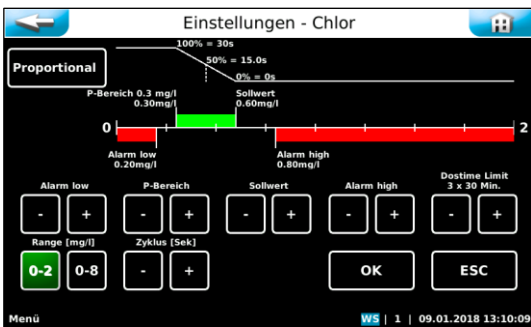 Einstellungen - Chlor
Proportional
100% = 30s
50% = 15.0s
0% = 0s
P-Bereich 0.3 mg/l
0.30mg/l
Sollwert
0.60mg/l
0
2
Alarm low
0.20mg/l
Alarm high
0.80mg/l
Alarm low
P-Bereich
Sollwert
Alarm high
Dostime Limit
3 x 30 Min.
- + - + - + - + - +
Range [mg/l]
Zyklus [Sek]
0-2 0-8 - + OK ESC
Menü
WS | 1 | 09.01.2018 13:10:09